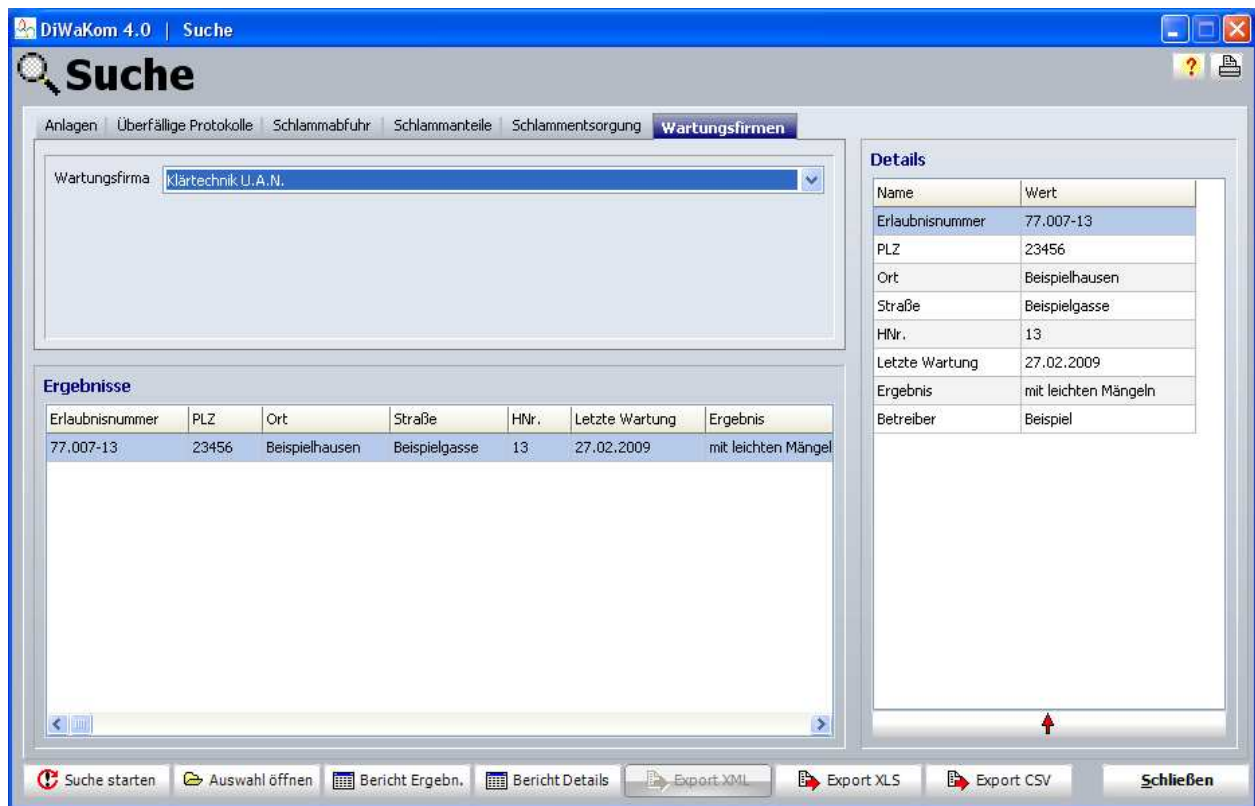 DiWaKom 4.0 | Suche
Suche
Anlagen Überfällige Protokolle Schlammabfuhr Schlammanteile Schlammentsorgung Wartungsfirmen
Wartungsfirma Klärtechnik U.A.N.
Details
Name Wert
Erlaubnisnummer 77.007-13
PLZ 23456
Ort Beispielhausen
Straße Beispielgasse
HNr. 13
Letzte Wartung 27.02.2009
Ergebnis mit leichten Mängeln
Betreiber Beispiel
Ergebnisse
Erlaubnisnummer PLZ Ort Straße HNr. Letzte Wartung Ergebnis
77.007-13 23456 Beispielhausen Beispielgasse 13 27.02.2009 mit leichten Mängel
Suche starten Auswahl öffnen Bericht Ergebn. Bericht Details Export XML Export XLS Export CSV Schließen